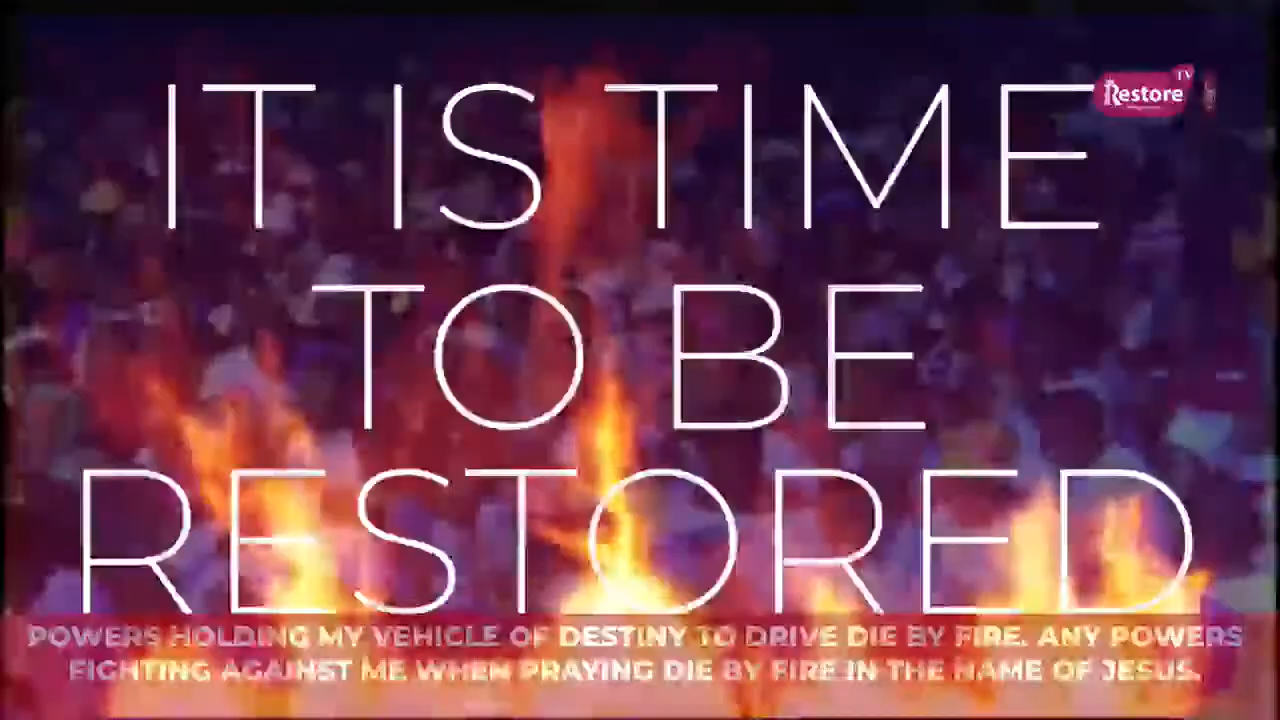 IT IS TIME
TV
Restore
TO BE
RESTORED
POWERS HOLDING MY VEHICLE OF DESTINY TO DRIVE DIE BY FIRE. ANY POWERS
FIGHTING AGAINST ME WHEN PRAYING DIE BY FIRE IN THE NAME OF JESUS.